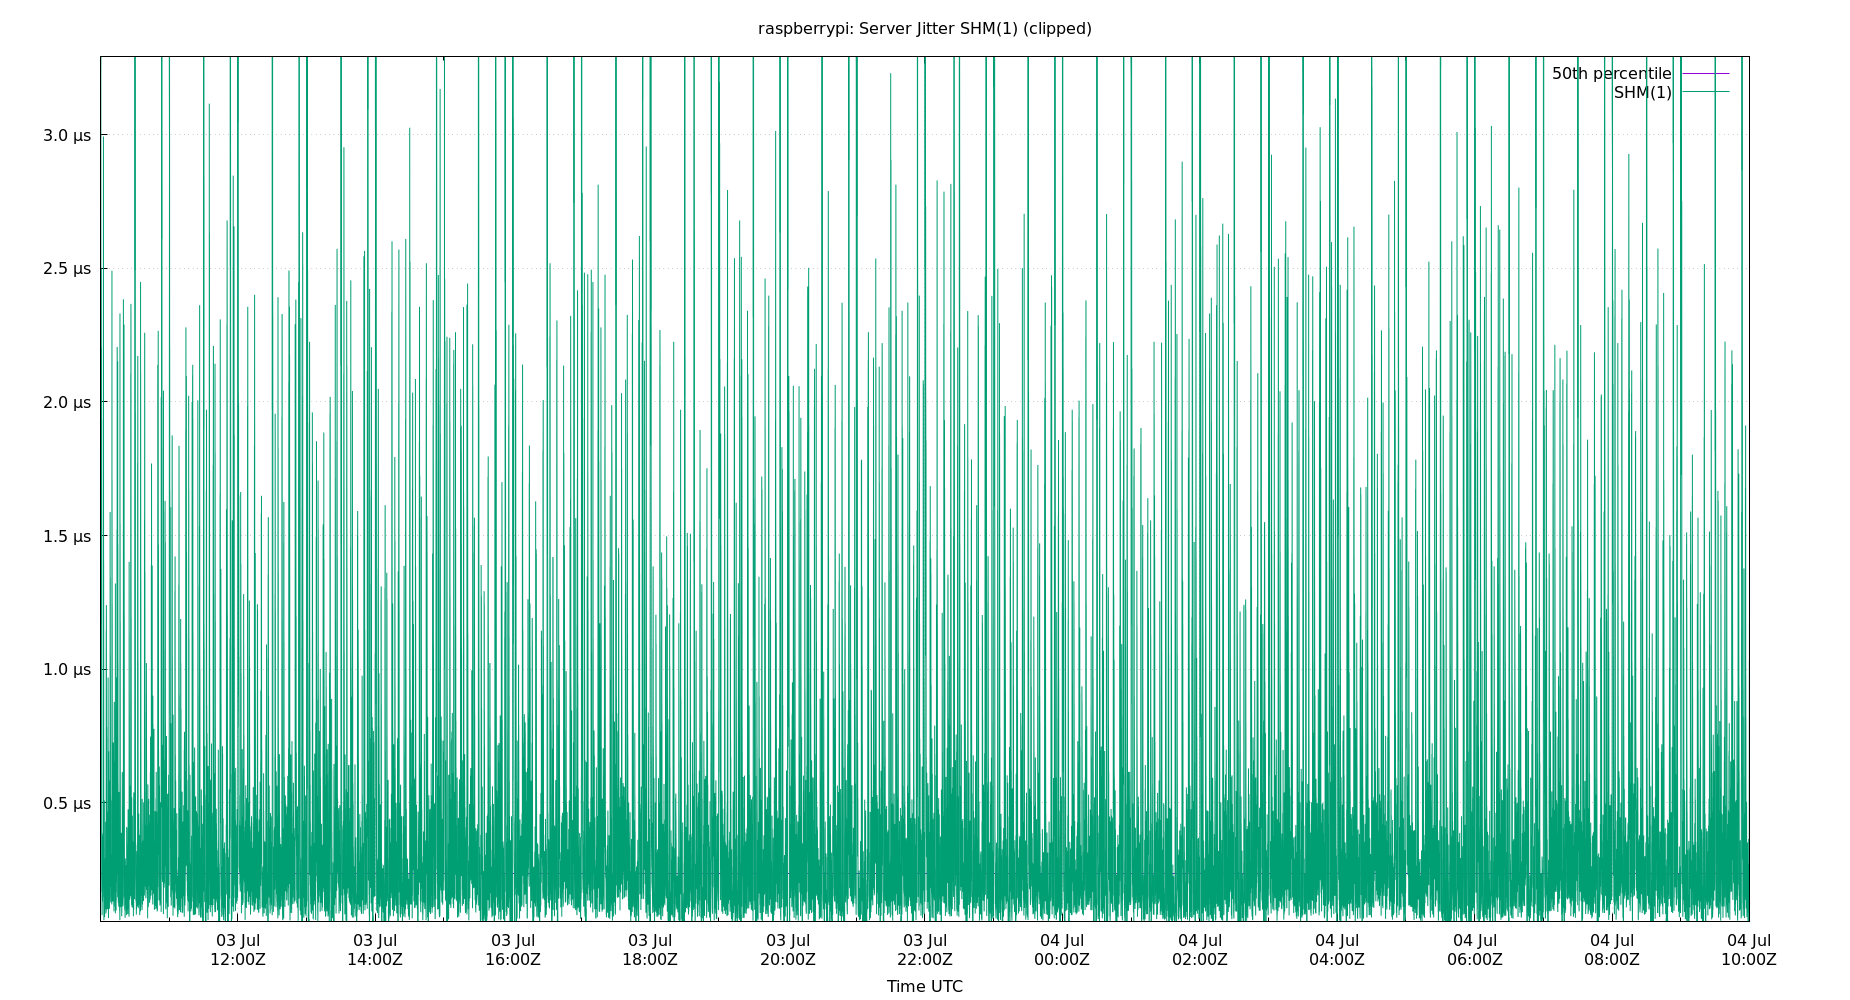 raspberrypi: Server Jitter SHM(1) (clipped)
50th percentile
SHM(1)
3.0 µs
2.5 µs
2.0 µs
1.5 µs
1.0 µs
0.5 µs
03 Jul 03 Jul 03 Jul 03 Jul 03 Jul 03 Jul 04 Jul 04 Jul 04 Jul 04 Jul 04 Jul 04 Jul
12:00Z 14:00Z 16:00Z 18:00Z 20:00Z 22:00Z 00:00Z 02:00Z 04:00Z 06:00Z 08:00Z 10:00Z
Time UTC